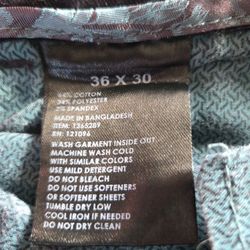 36 X 30
64% COTTON
34% POLYESTER
2% SPANDEX
MADE IN BANGLADESH
ITEM: 1365289
RN: 121096
WASH GARMENT INSIDE OUT
MACHINE WASH COLD
WITH SIMILAR COLORS
USE MILD DETERGENT
DO NOT BLEACH
DO NOT USE SOFTENERS
OR SOFTENER SHEETS
TUMBLE DRY LOW
COOL IRON IF NEEDED
DO NOT DRY CLEAN